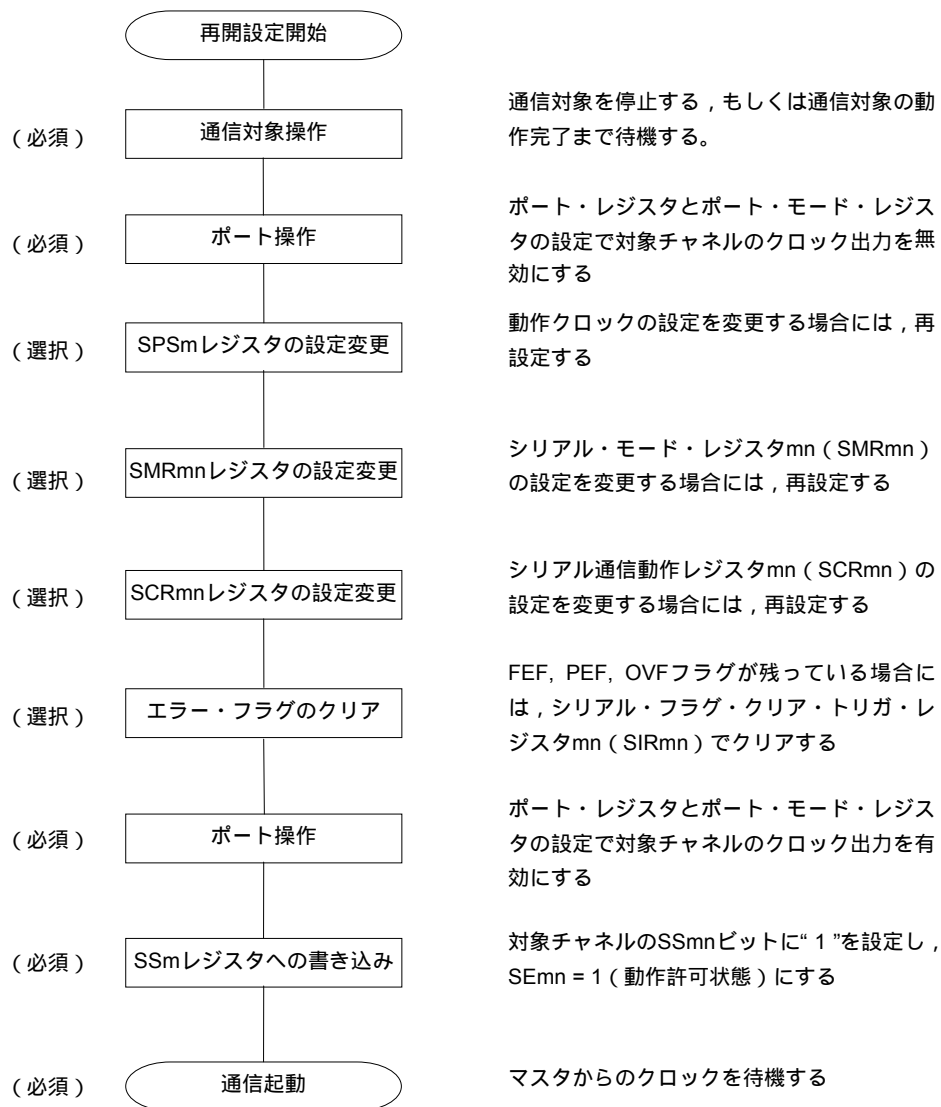 再開設定開始
（必須）
通信対象操作
通信対象を停止する，もしくは通信対象の動
作完了まで待機する。
（必須）
ポート操作
ポート・レジスタとポート・モード・レジス
タの設定で対象チャネルのクロック出力を無
効にする
（選択）
SPSmレジスタの設定変更
動作クロックの設定を変更する場合には，再
設定する
（選択）
SMRmnレジスタの設定変更
シリアル・モード・レジスタmn（SMRmn）
の設定を変更する場合には，再設定する
（選択）
SCRmnレジスタの設定変更
シリアル通信動作レジスタmn（SCRmn）の
設定を変更する場合には，再設定する
（選択）
エラー・フラグのクリア
FEF, PEF, OVFフラグが残っている場合に
は，シリアル・フラグ・クリア・トリガ・レ
ジスタmn（SIRmn）でクリアする
（必須）
ポート操作
ポート・レジスタとポート・モード・レジス
タの設定で対象チャネルのクロック出力を有
効にする
（必須）
SSmレジスタへの書き込み
対象チャネルのSSmnビットに“1”を設定し，
SEmn = 1（動作許可状態）にする
（必須）
通信起動
マスタからのクロックを待機する